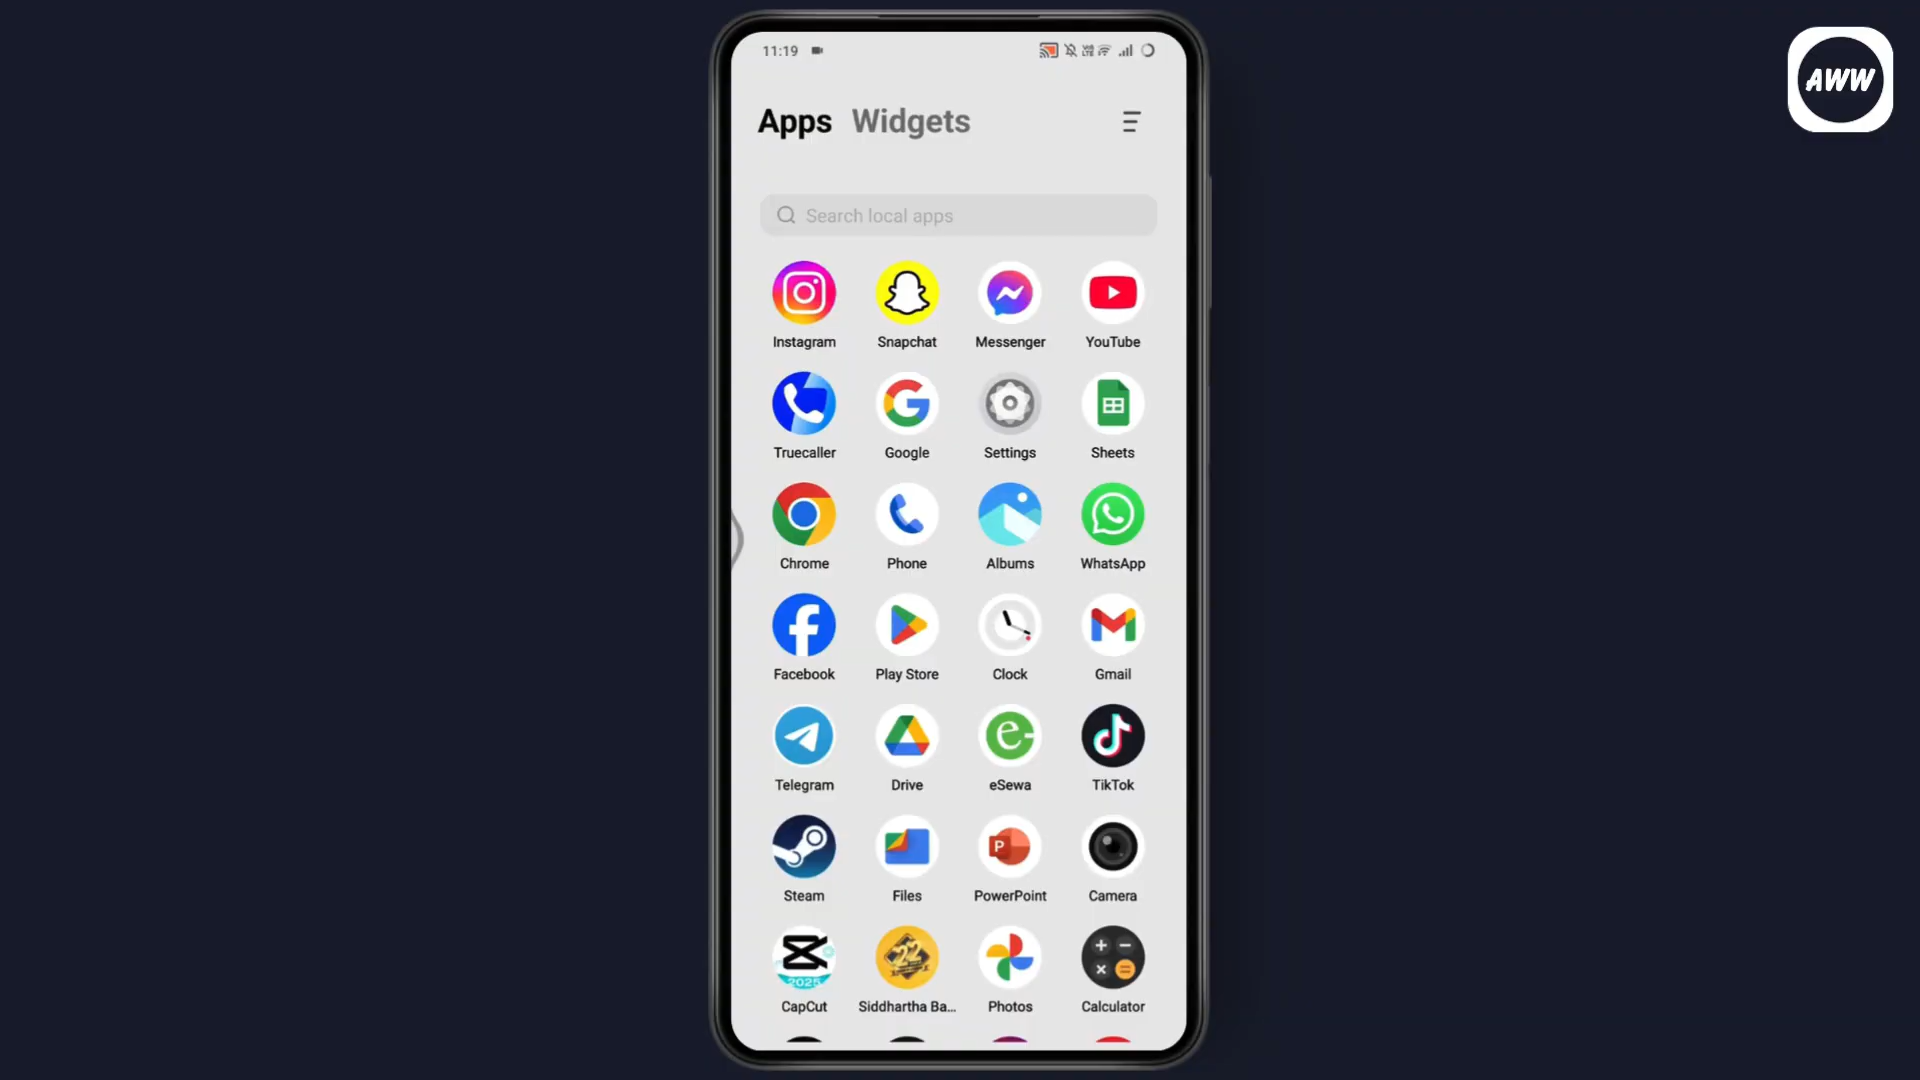 AWW
11:19
Apps Widgets
Search local apps
Instagram Snapchat Messenger YouTube
Truecaller Google Settings Sheets
Chrome Phone Albums WhatsApp
Facebook Play Store Clock Gmail
Telegram Drive eSewa TikTok
Steam Files PowerPoint Camera
2025
22
CapCut Siddhartha Ba... Photos Calculator